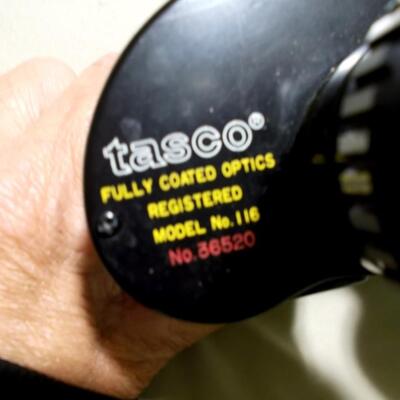 tasco®
FULLY COATED OPTICS
REGISTERED
MODEL No. 116
No. 36520